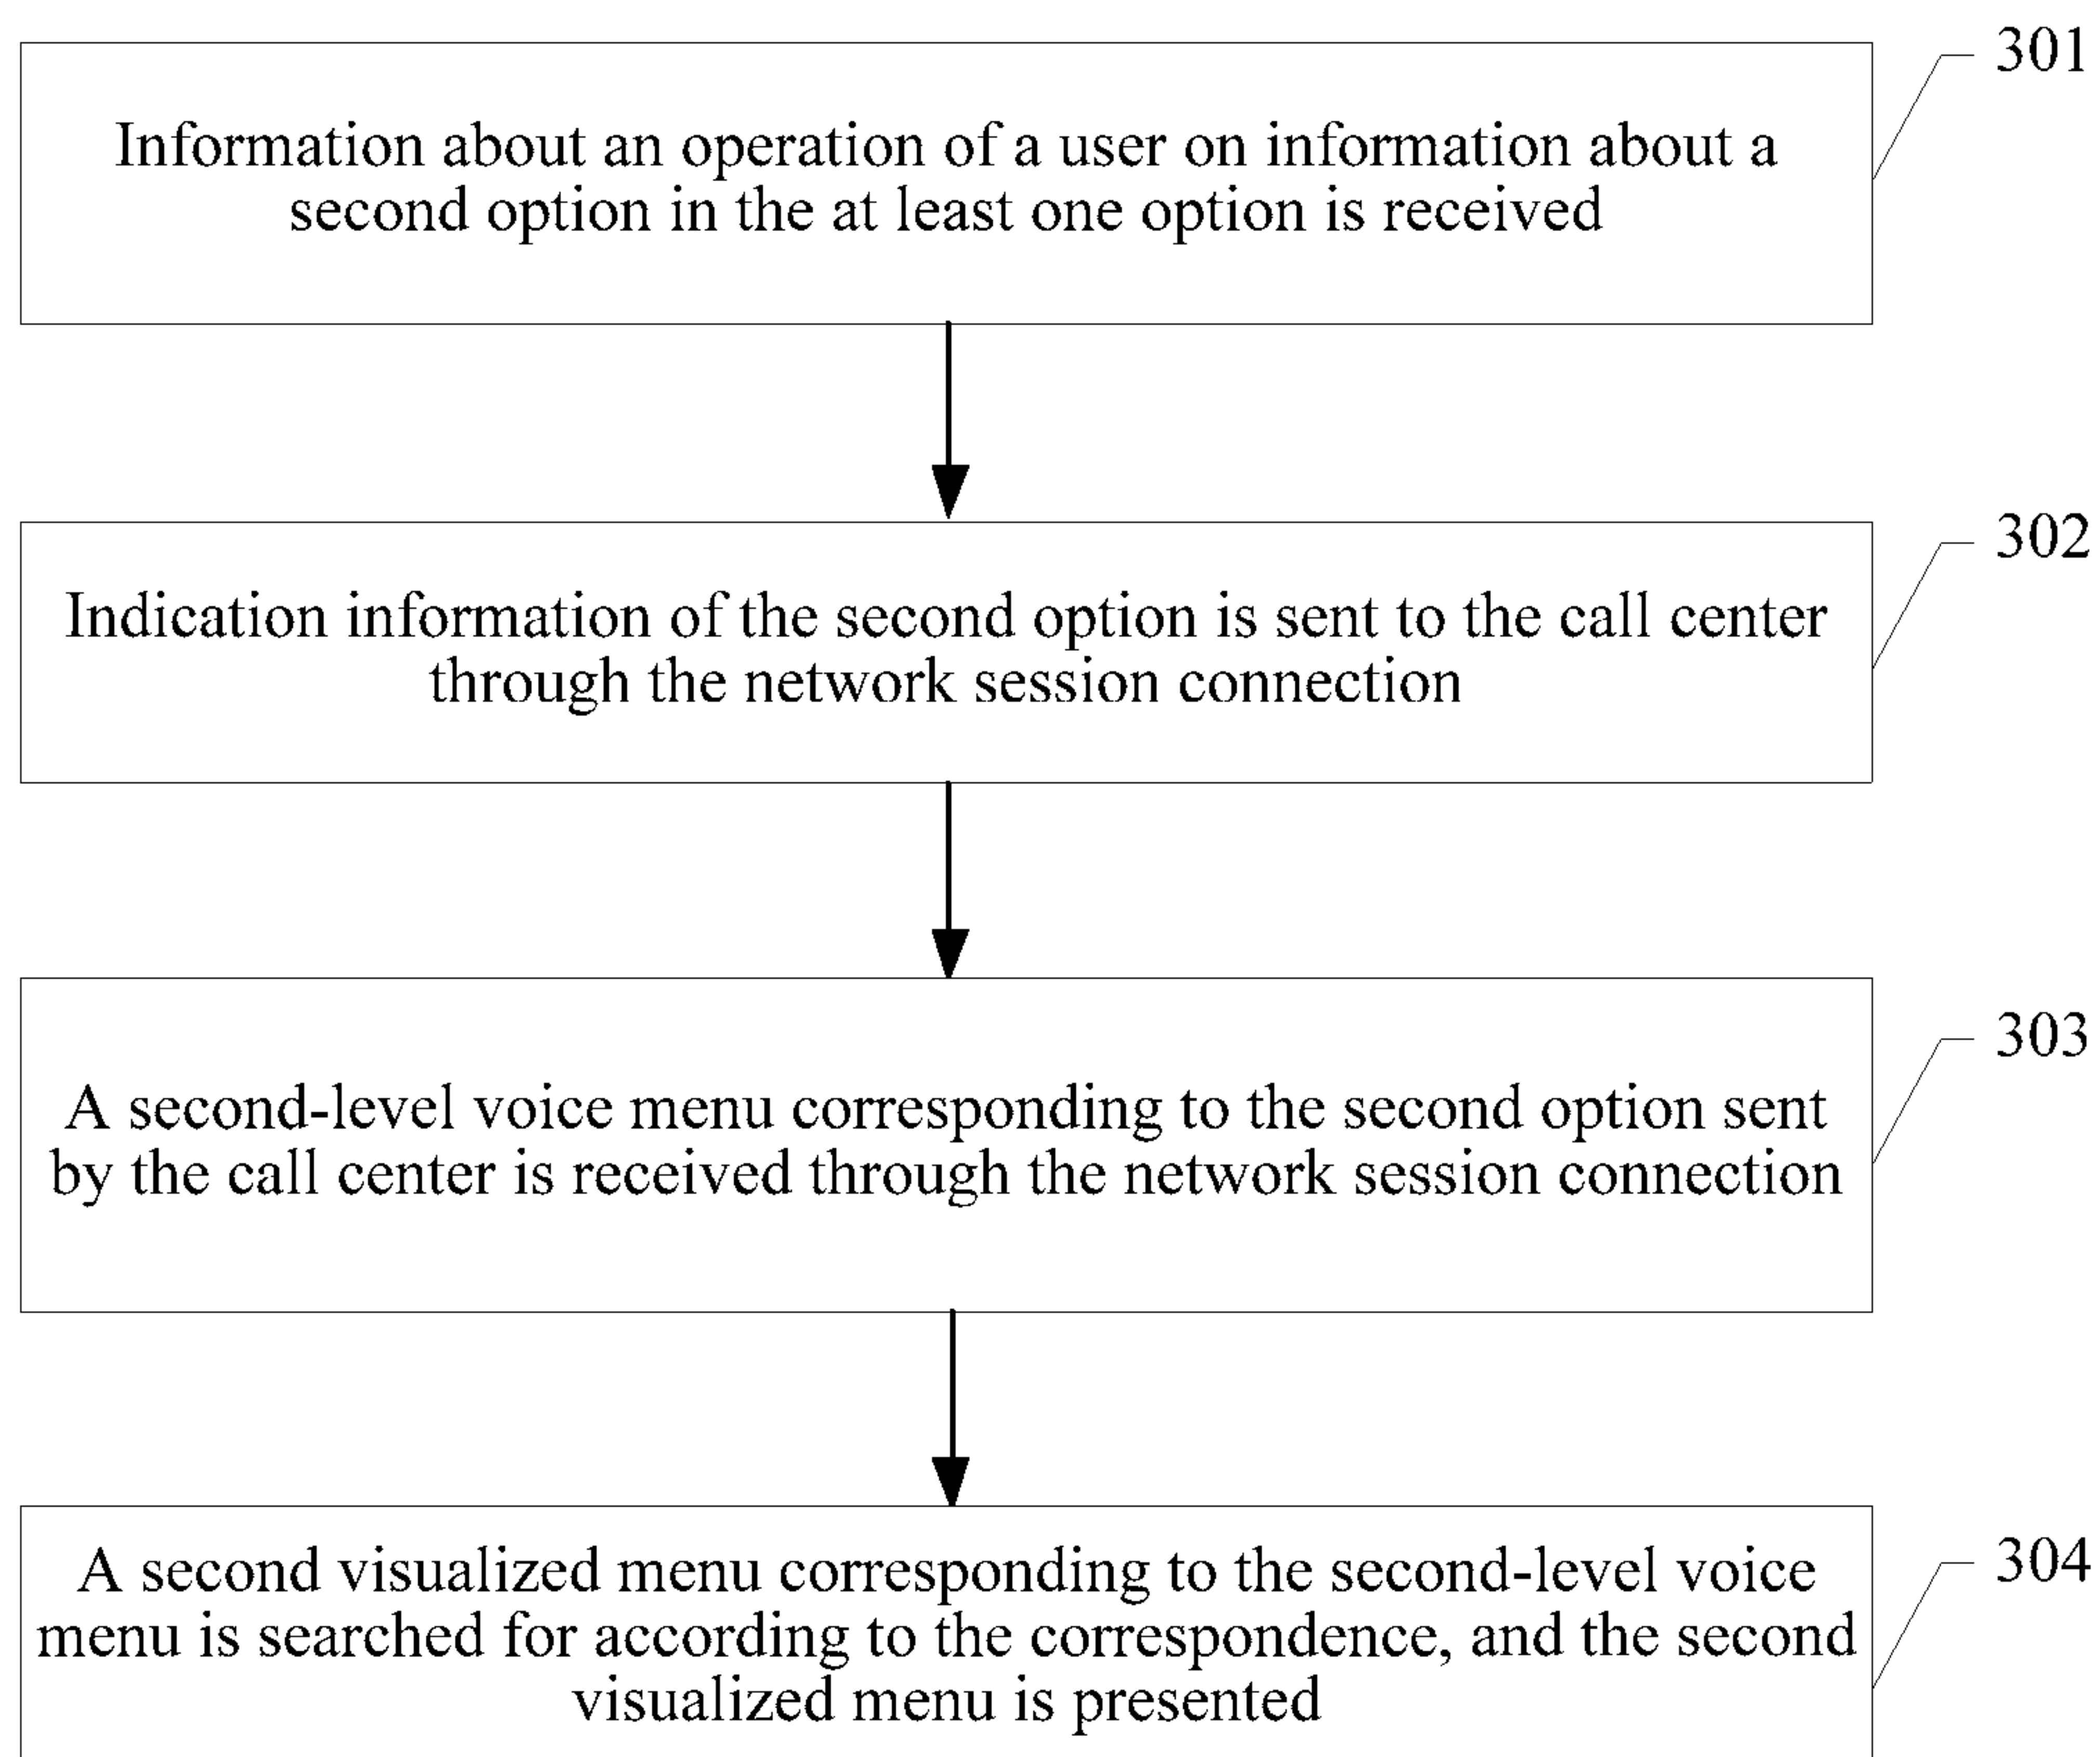 301
Information about an operation of a user on information about a
second option in the at least one option is received
302
Indication information of the second option is sent to the call center
through the network session connection
303
A second-level voice menu corresponding to the second option sent
by the call center is received through the network session connection
304
A second visualized menu corresponding to the second-level voice
menu is searched for according to the correspondence, and the second
visualized menu is presented